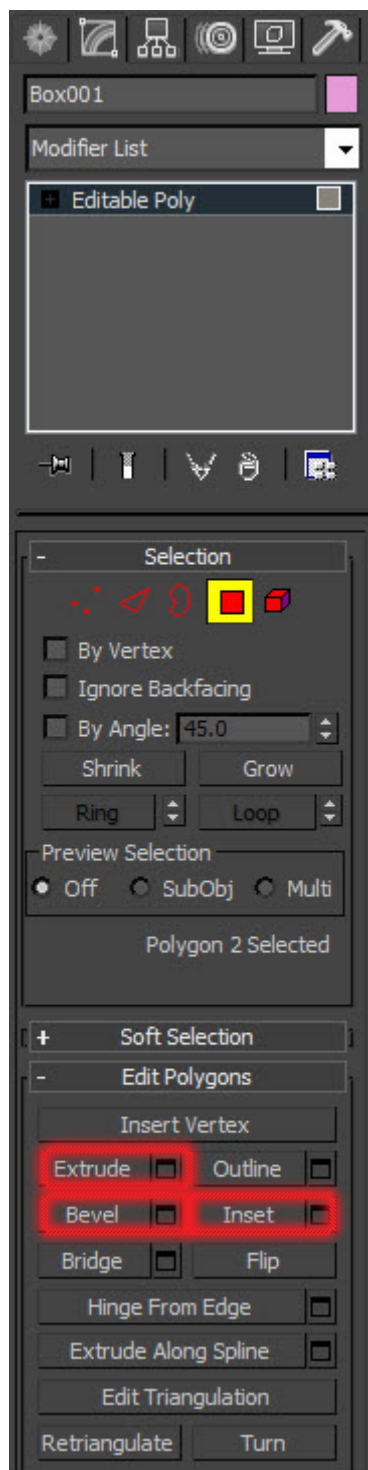 Box001
Modifier List
Editable Poly
- Selection
By Vertex
Ignore Backfacing
By Angle: 45.0
Shrink Grow
Ring Loop
Preview Selection
Off SubObj Multi
Polygon 2 Selected
+ Soft Selection
- Edit Polygons
Insert Vertex
Extrude Outline
Bevel Inset
Bridge Flip
Hinge From Edge
Extrude Along Spline
Edit Triangulation
Retriangulate Turn